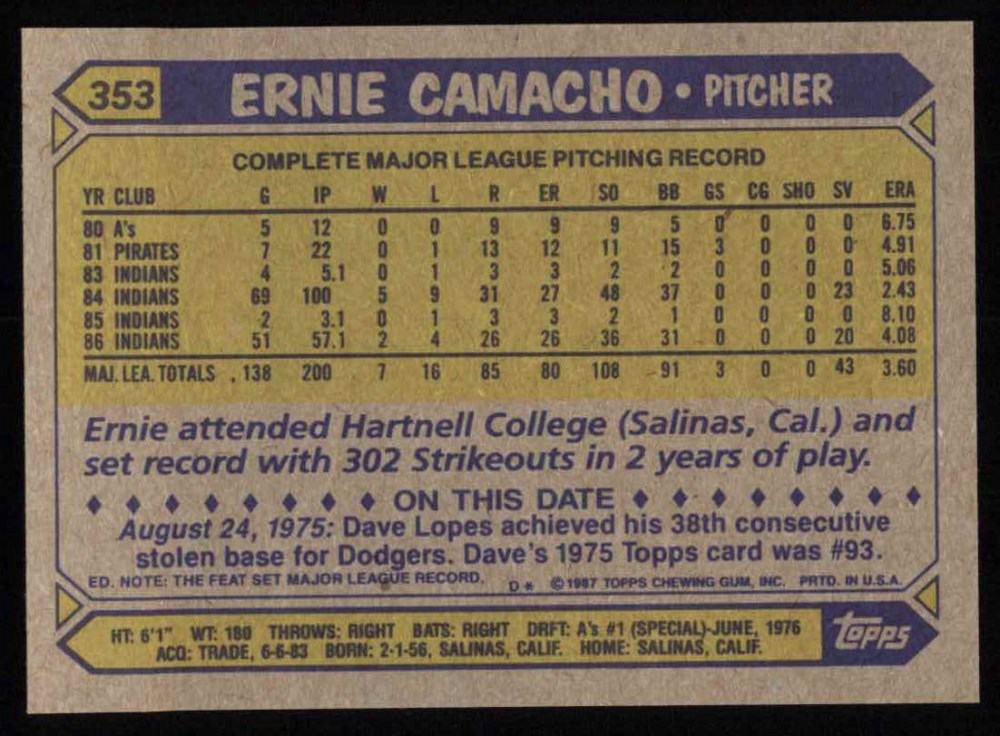 353 ERNIE CAMACHO • PITCHER
COMPLETE MAJOR LEAGUE PITCHING RECORD
YR CLUB G IP W L R ER SO BB GS CG SHO SV ERA
80 A's 5 12 0 0 9 9 9 5 0 0 0 0 6.75
81 PIRATES 7 22 0 1 13 12 11 15 3 0 0 0 4.91
83 INDIANS 4 5.1 0 1 3 3 2 2 0 0 0 0 5.06
84 INDIANS 69 100 5 9 31 27 48 37 0 0 0 23 2.43
85 INDIANS 2 3.1 0 1 3 3 2 1 0 0 0 0 8.10
86 INDIANS 51 57.1 2 4 26 26 36 31 0 0 0 20 4.08
MAJ. LEA. TOTALS 138 200 7 16 85 80 108 91 3 0 0 43 3.60
Ernie attended Hartnell College (Salinas, Cal.) and
set record with 302 Strikeouts in 2 years of play.
♦ ♦ ♦ ♦ ♦ ♦ ♦ ♦ ON THIS DATE ♦ ♦ ♦ ♦ ♦ ♦ ♦ ♦
August 24, 1975: Dave Lopes achieved his 38th consecutive
stolen base for Dodgers. Dave's 1975 Topps card was #93.
ED. NOTE: THE FEAT SET MAJOR LEAGUE RECORD. D* ©1987 TOPPS CHEWING GUM, INC. PRTD. IN U.S.A.
HT: 6'1" WT: 180 THROWS: RIGHT BATS: RIGHT DRFT: A's #1 (SPECIAL)-JUNE, 1976
ACQ: TRADE, 6-6-83 BORN: 2-1-56, SALINAS, CALIF. HOME: SALINAS, CALIF.
topps